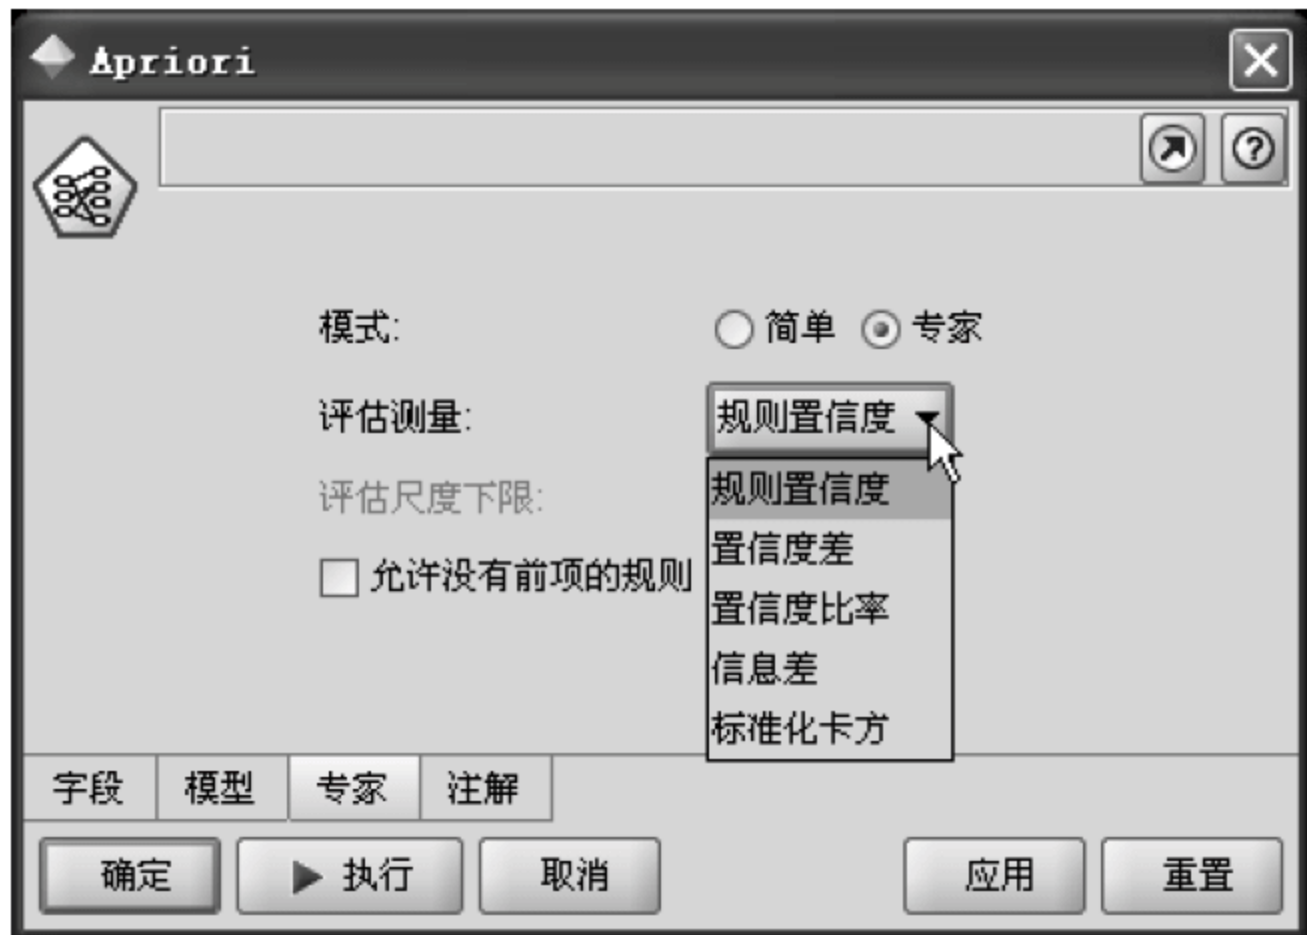 Apriori
模式: 简单 专家
评估测量: 规则置信度
规则置信度
评估尺度下限:
置信度差
允许没有前项的规则
置信度比率
信息差
标准化卡方
字段 模型 专家 注解
确定 执行 取消 应用 重置